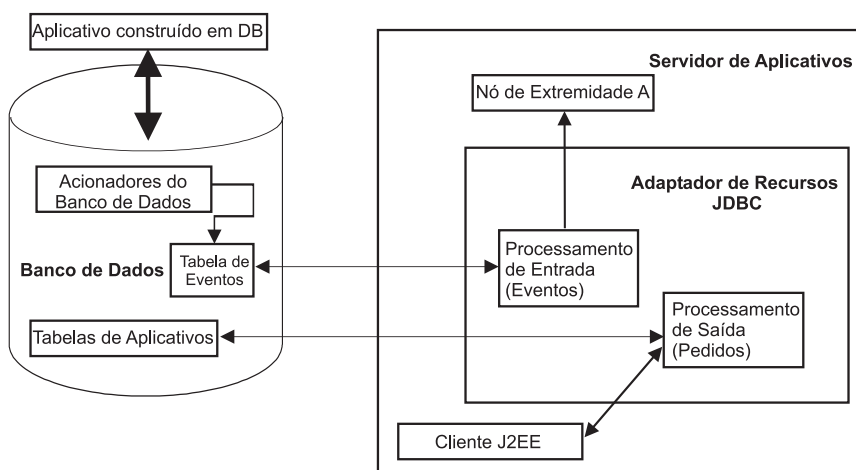 Aplicativo construído em DB
Servidor de Aplicativos
Nó de Extremidade A
Acionadores do
Banco de Dados
Adaptador de Recursos
JDBC
Banco de Dados
Tabela de
Eventos
Processamento
de Entrada
(Eventos)
Tabelas de Aplicativos
Processamento
de Saída
(Pedidos)
Cliente J2EE